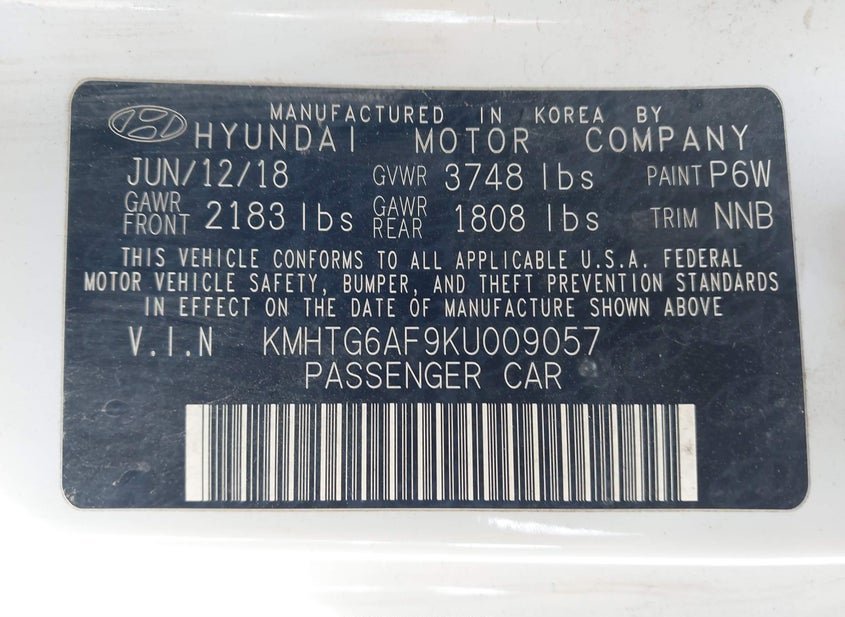 MANUFACTURED IN KOREA BY
HYUNDAI MOTOR COMPANY
JUN/12/18 GVWR 3748 lbs PAINT P6W
GAWR FRONT 2183 lbs GAWR REAR 1808 lbs TRIM NNB
THIS VEHICLE CONFORMS TO ALL APPLICABLE U.S.A. FEDERAL
MOTOR VEHICLE SAFETY, BUMPER, AND THEFT PREVENTION STANDARDS
IN EFFECT ON THE DATE OF MANUFACTURE SHOWN ABOVE
V.I.N KMHTG6AF9KU009057
PASSENGER CAR